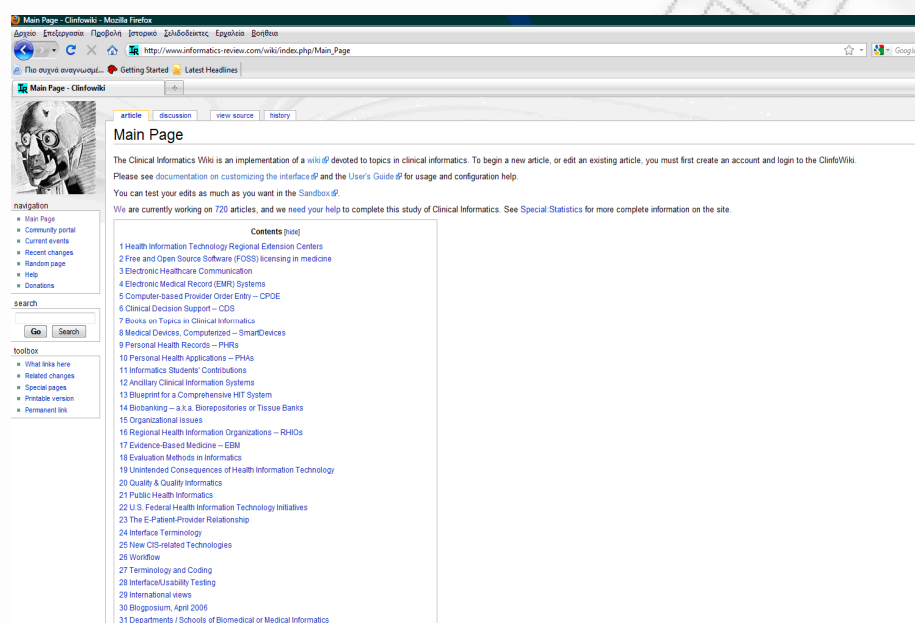 Main Page - Clinfowiki - Mozilla Firefox
Αρχείο Επεξεργασία Προβολή Ιστορικό Σελιδοδείκτες Εργαλεία Βοήθεια
http://www.informatics-review.com/wiki/index.php/Main_Page
Google
Πιο συχνά αναγνωσμέ... Getting Started Latest Headlines
Main Page - Clinfowiki
article discussion view source history
Main Page
The Clinical Informatics Wiki is an implementation of a wiki devoted to topics in clinical informatics. To begin a new article, or edit an existing article, you must first create an account and login to the ClinfoWiki.
Please see documentation on customizing the interface and the User's Guide for usage and configuration help.
You can test your edits as much as you want in the Sandbox.
We are currently working on 720 articles, and we need your help to complete this study of Clinical Informatics. See Special:Statistics for more complete information on the site.
navigation
Main Page
Community portal
Current events
Recent changes
Random page
Help
Donations
search
Go Search
toolbox
What links here
Related changes
Special pages
Printable version
Permanent link
Contents [hide]
1 Health Information Technology Regional Extension Centers
2 Free and Open Source Software (FOSS) licensing in medicine
3 Electronic Healthcare Communication
4 Electronic Medical Record (EMR) Systems
5 Computer-based Provider Order Entry -- CPOE
6 Clinical Decision Support -- CDS
7 Books on Topics in Clinical Informatics
8 Medical Devices, Computerized -- SmartDevices
9 Personal Health Records -- PHRs
10 Personal Health Applications -- PHAs
11 Informatics Students' Contributions
12 Ancillary Clinical Information Systems
13 Blueprint for a Comprehensive HIT System
14 Biobanking -- a.k.a. Biorepositories or Tissue Banks
15 Organizational issues
16 Regional Health Information Organizations -- RHIOs
17 Evidence-Based Medicine -- EBM
18 Evaluation Methods in Informatics
19 Unintended Consequences of Health Information Technology
20 Quality & Quality Informatics
21 Public Health Informatics
22 U.S. Federal Health Information Technology Initiatives
23 The E-Patient-Provider Relationship
24 Interface Terminology
25 New CIS-related Technologies
26 Workflow
27 Terminology and Coding
28 Interface/Usability Testing
29 International views
30 Blogposium, April 2006
31 Departments / Schools of Biomedical or Medical Informatics